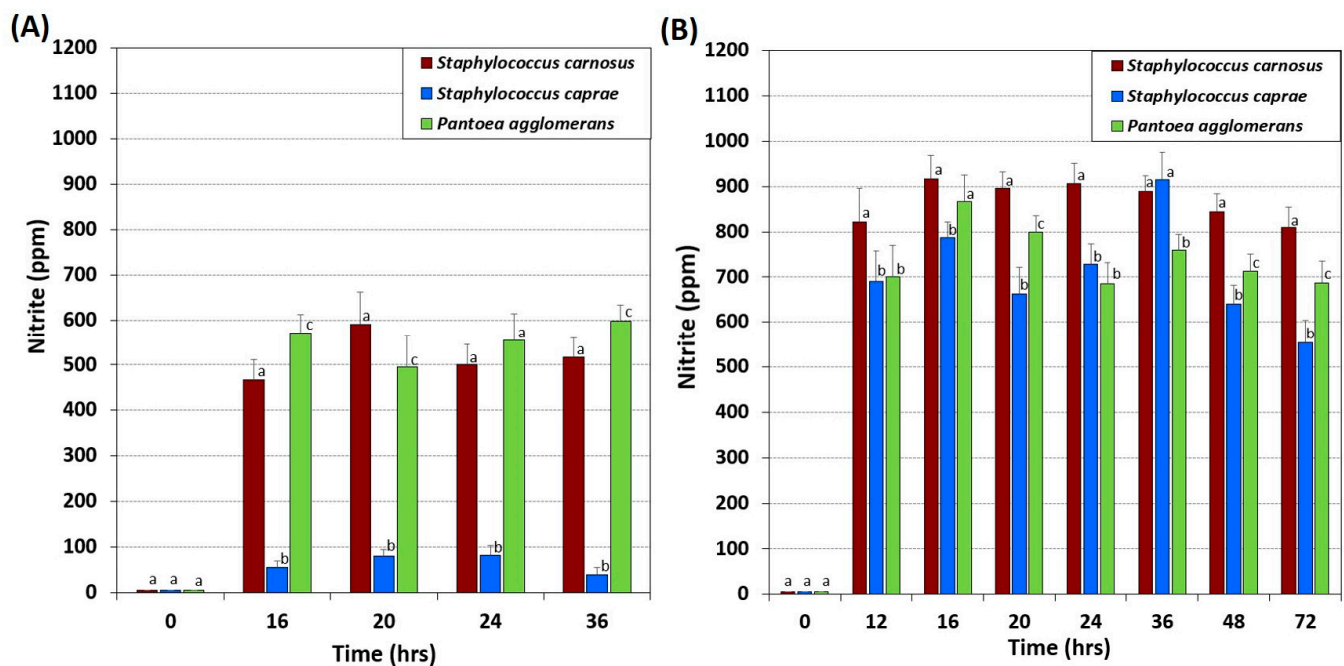 (A)
1200
1100
1000
900
800
700
600
500
400
300
200
100
0
Nitrite (ppm)
Staphylococcus carnosus
Staphylococcus caprae
Pantoea agglomerans
a a a
a b c
a b c
a b a
a b c
0 16 20 24 36
Time (hrs)
(B)
1200
1100
1000
900
800
700
600
500
400
300
200
100
0
Nitrite (ppm)
Staphylococcus carnosus
Staphylococcus caprae
Pantoea agglomerans
a a a
a b b
a b a
a b c
a b b
a a b
a b c
a b c
0 12 16 20 24 36 48 72
Time (hrs)